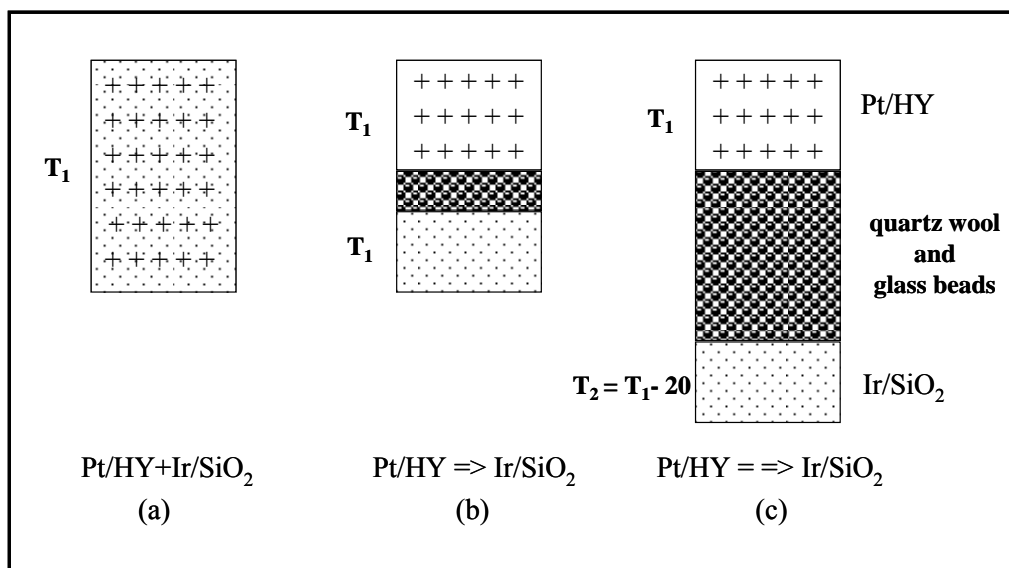 T₁
T₁
T₁
T₁
Pt/HY
quartz wool
and
glass beads
T₂ = T₁- 20
Ir/SiO₂
Pt/HY+Ir/SiO₂
Pt/HY => Ir/SiO₂
Pt/HY = => Ir/SiO₂
(a)
(b)
(c)